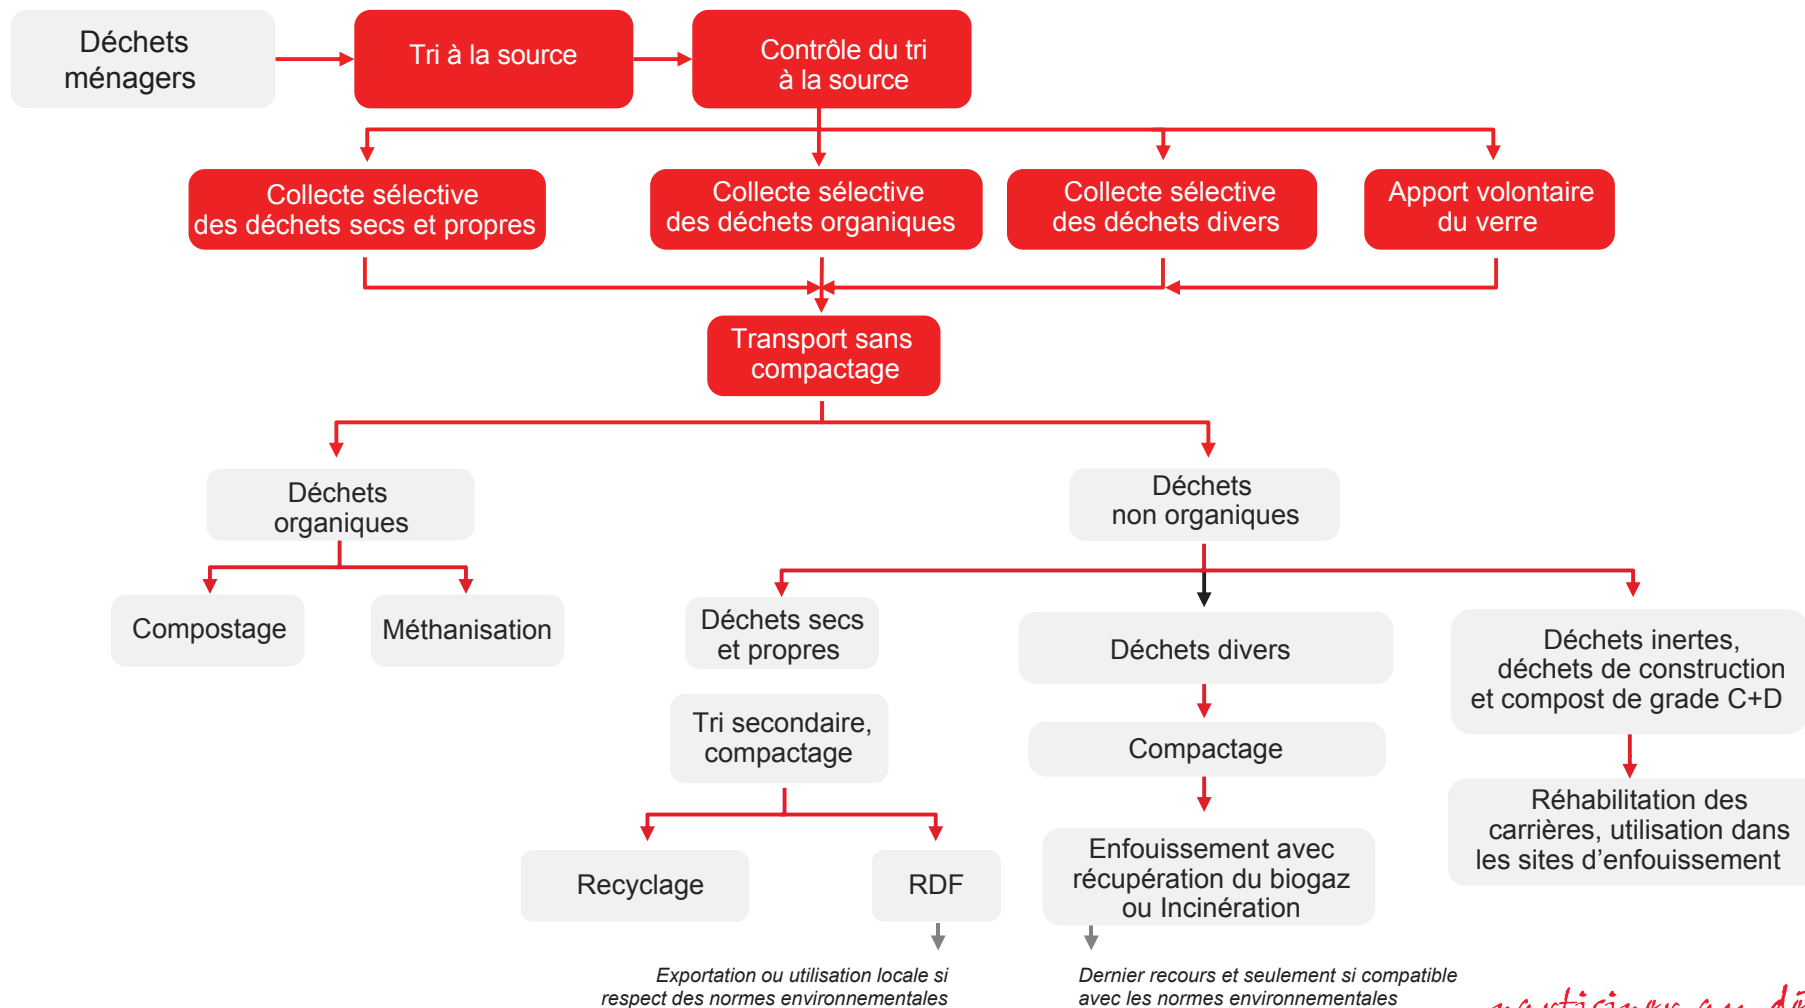 Déchets
ménagers
Tri à la source
Contrôle du tri
à la source
Collecte sélective
des déchets secs et propres
Collecte sélective
des déchets organiques
Collecte sélective
des déchets divers
Apport volontaire
du verre
Transport sans
compactage
Déchets
organiques
Déchets
non organiques
Compostage
Méthanisation
Déchets secs
et propres
Déchets divers
Déchets inertes,
déchets de construction
et compost de grade C+D
Tri secondaire,
compactage
Compactage
Réhabilitation des
carrières, utilisation dans
les sites d'enfouissement
Recyclage
RDF
Enfouissement avec
récupération du biogaz
ou Incinération
Exportation ou utilisation locale si
respect des normes environnementales
Dernier recours et seulement si compatible
avec les normes environnementales